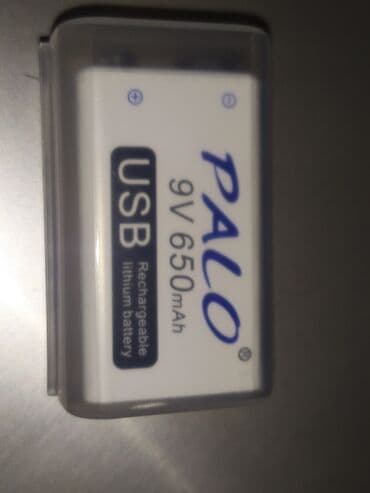 PALO®
9V 650mAh
USB Rechargeable
lithium battery